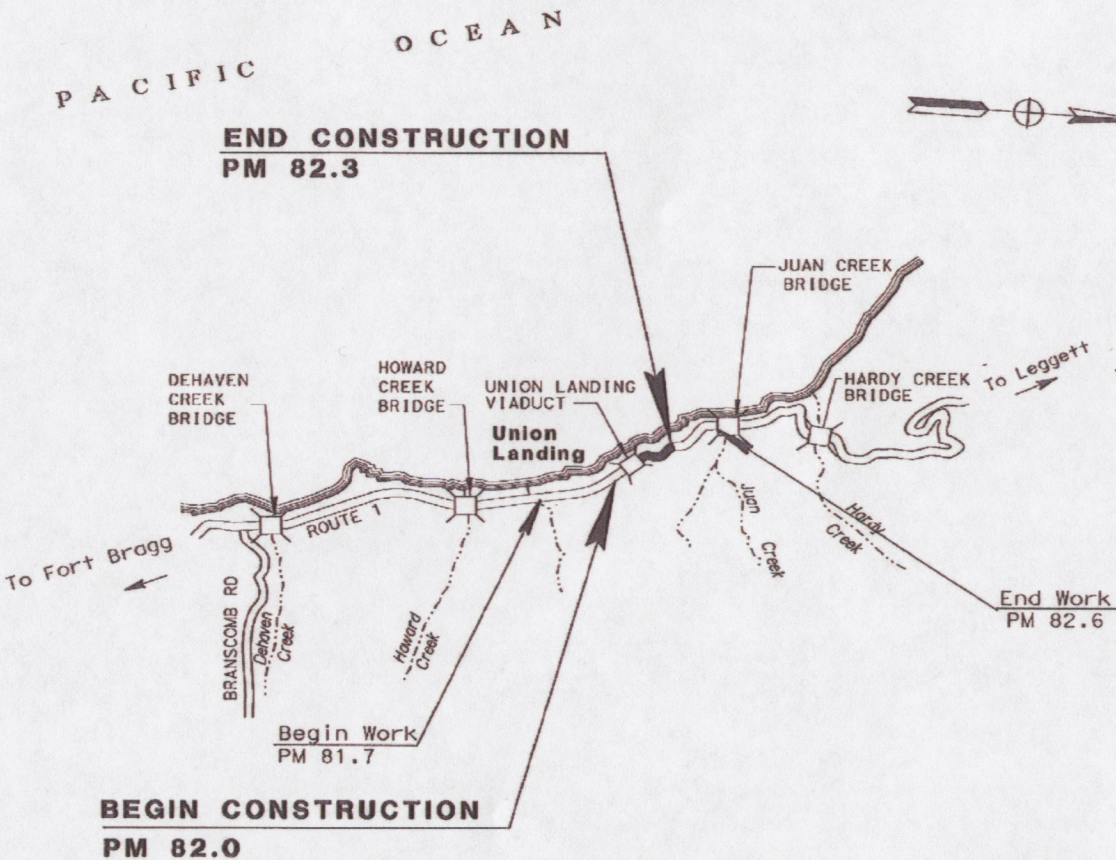 PACIFIC OCEAN
END CONSTRUCTION
PM 82.3
JUAN CREEK
BRIDGE
DEHAVEN
CREEK
BRIDGE
HOWARD
CREEK
BRIDGE
UNION LANDING
VIADUCT
Union
Landing
HARDY CREEK
BRIDGE
To Leggett
ROUTE 1
To Fort Bragg
BRANSCOMB RD
Dehaven
Creek
Howard
Creek
Juan
Creek
Hardy
Creek
End Work
PM 82.6
Begin Work
PM 81.7
BEGIN CONSTRUCTION
PM 82.0